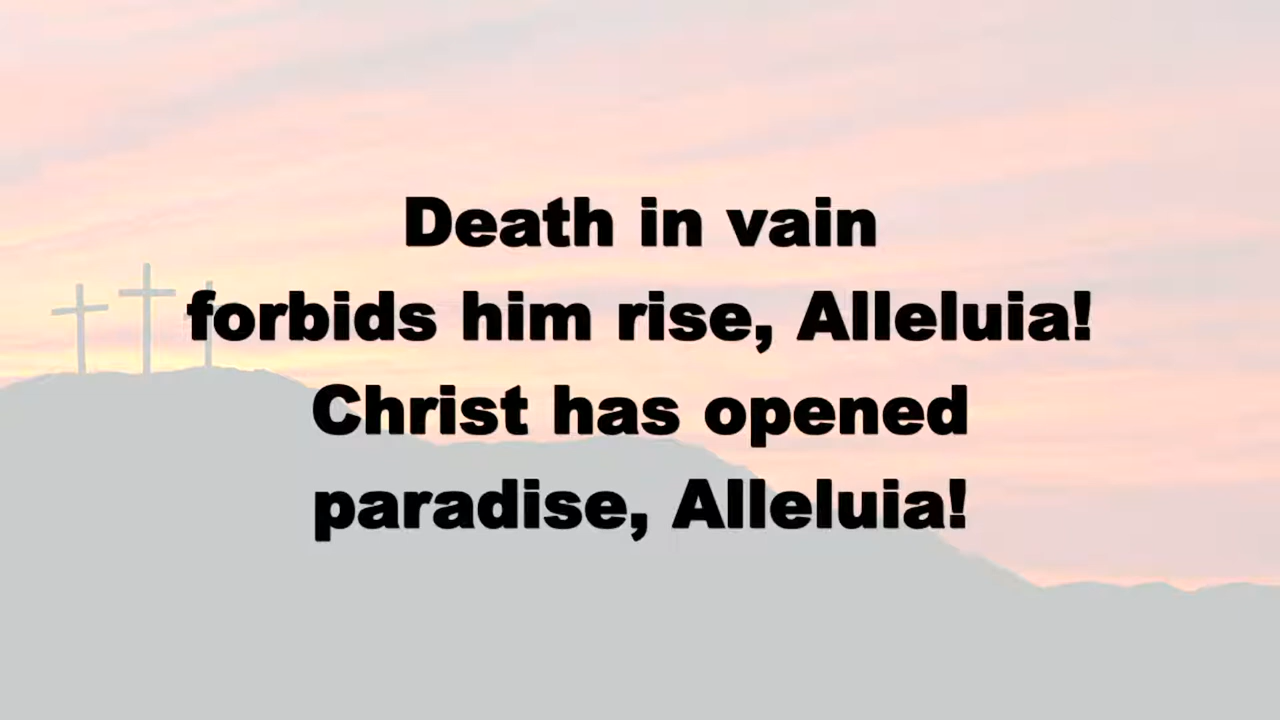 Death in vain
forbids him rise, Alleluia!
Christ has opened
paradise, Alleluia!